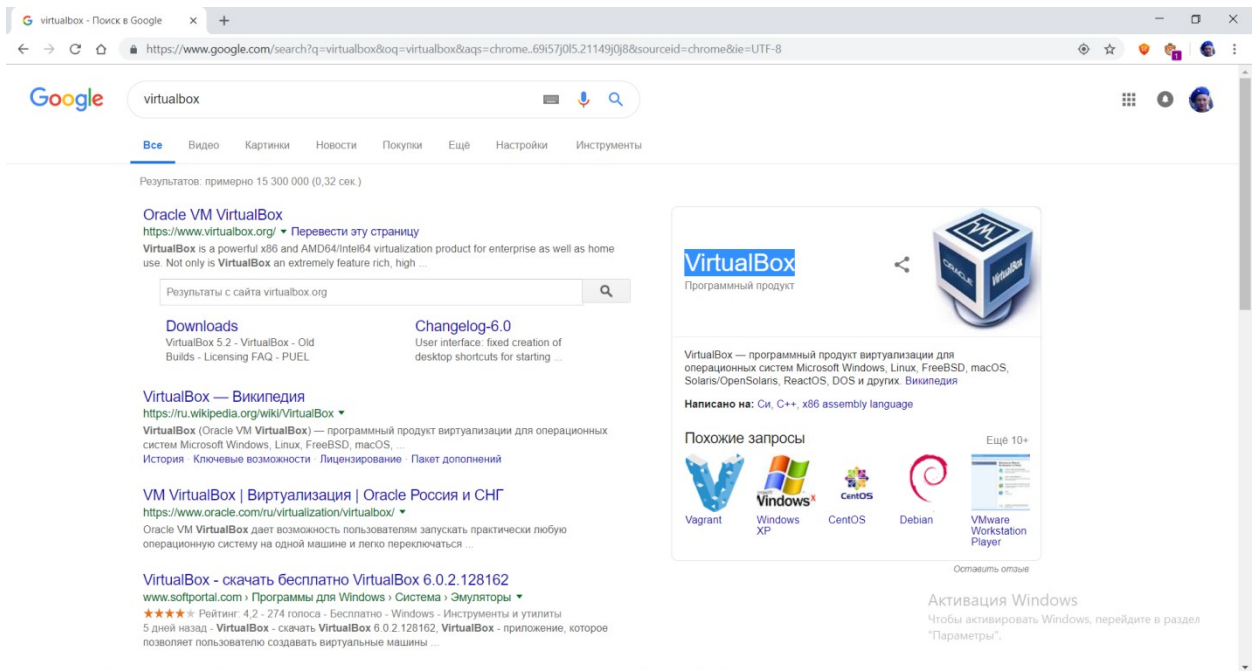 virtualbox - Поиск в Google
https://www.google.com/search?q=virtualbox&oq=virtualbox&aqs=chrome..69i57j0l5.21149j0j8&sourceid=chrome&ie=UTF-8
1
Google
virtualbox
Все Видео Картинки Новости Покупки Ещё Настройки Инструменты
Результатов: примерно 15 300 000 (0,32 сек.)
Oracle VM VirtualBox
https://www.virtualbox.org/ ▾ Перевести эту страницу
VirtualBox is a powerful x86 and AMD64/Intel64 virtualization product for enterprise as well as home
use. Not only is VirtualBox an extremely feature rich, high ...
Результаты с сайта virtualbox.org
Downloads
VirtualBox 5.2 - VirtualBox - Old
Builds - Licensing FAQ - PUEL
Changelog-6.0
User interface: fixed creation of
desktop shortcuts for starting ...
VirtualBox — Википедия
https://ru.wikipedia.org/wiki/VirtualBox ▾
VirtualBox (Oracle VM VirtualBox) — программный продукт виртуализации для операционных
систем Microsoft Windows, Linux, FreeBSD, macOS, ...
История · Ключевые возможности · Лицензирование · Пакет дополнений
VM VirtualBox | Виртуализация | Oracle Россия и СНГ
https://www.oracle.com/ru/virtualization/virtualbox/ ▾
Oracle VM VirtualBox дает возможность пользователям запускать практически любую
операционную систему на одной машине и легко переключаться ...
VirtualBox - скачать бесплатно VirtualBox 6.0.2.128162
www.softportal.com › Программы для Windows › Система › Эмуляторы ▾
★★★★★ Рейтинг: 4,2 - 274 голоса - Бесплатно - Windows - Инструменты и утилиты
5 дней назад - VirtualBox - скачать VirtualBox 6.0.2.128162, VirtualBox - приложение, которое
позволяет пользователю создавать виртуальные машины ...
VirtualBox
Программный продукт
ORACLE
VirtualBox
VirtualBox — программный продукт виртуализации для
операционных систем Microsoft Windows, Linux, FreeBSD, macOS,
Solaris/OpenSolaris, ReactOS, DOS и других. Википедия
Написано на: Си, C++, x86 assembly language
Похожие запросы
Ещё 10+
Windows
CentOS
Vagrant
Windows
XP
CentOS
Debian
VMware
Workstation
Player
Оставить отзыв
Активация Windows
Чтобы активировать Windows, перейдите в раздел
"Параметры".